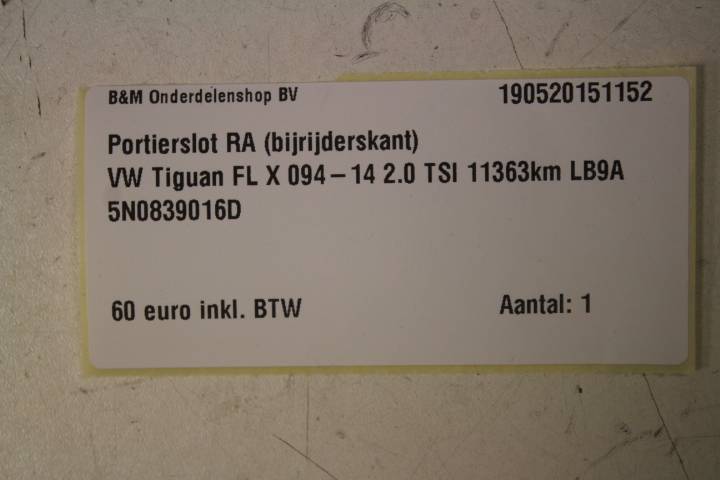 B&M Onderdelenshop BV 190520151152
Portierslot RA (bijrijderskant)
VW Tiguan FL X 094-14 2.0 TSI 11363km LB9A
5N0839016D
60 euro inkl. BTW Aantal: 1